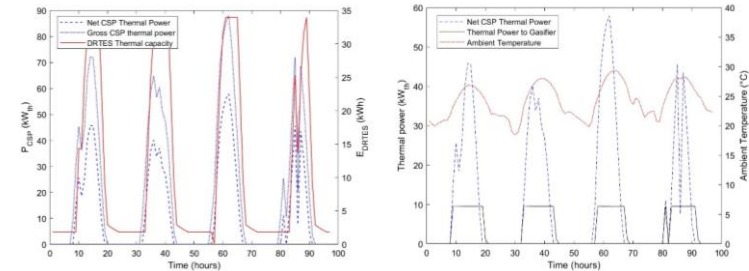 90
80
70
60
50
40
30
20
10
0
P_CSP (kW_th)
Net CSP Thermal Power
Gross CSP thermal power
DRTES Thermal capacity
35
30
25
20
15
10
5
0
E_DRTES (kWh)
0 10 20 30 40 50 60 70 80 90 100
Time (hours)
60
50
40
30
20
10
0
Thermal power (kW_th)
Net CSP Thermal Power
Thermal Power to Gasifier
Ambient Temperature
40
35
30
25
20
15
10
5
0
Ambient Temperature (°C)
0 10 20 30 40 50 60 70 80 90 100
Time (hours)